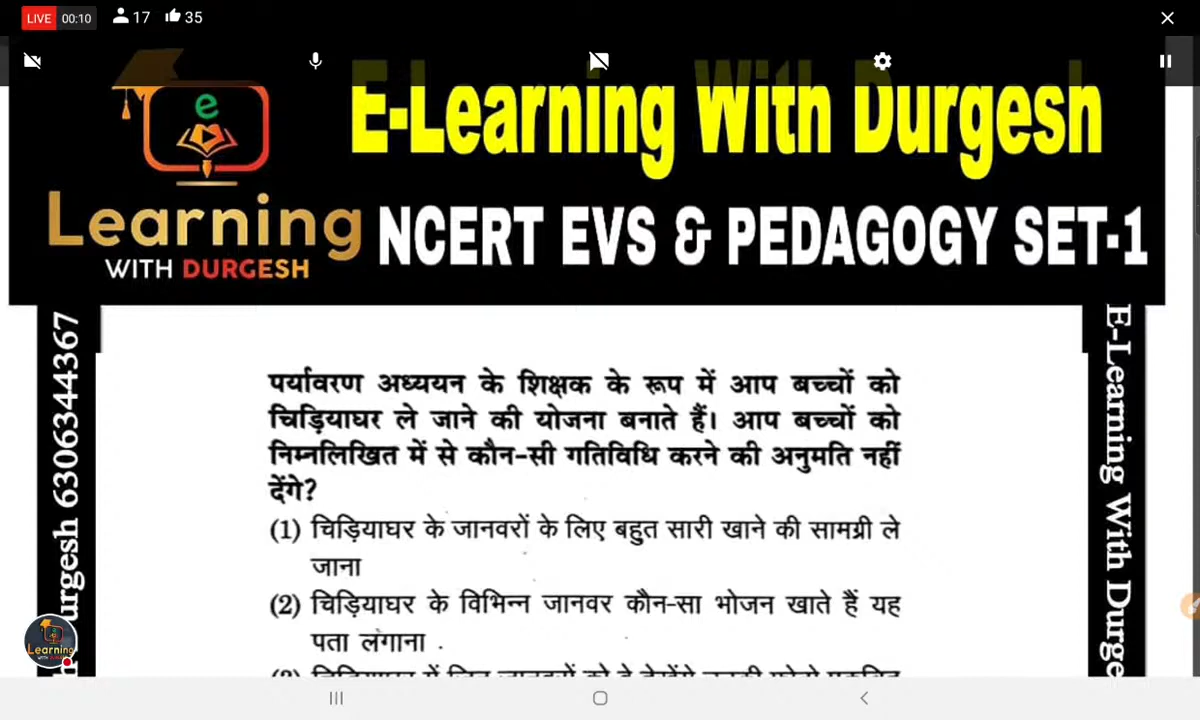 LIVE 00:10 17 35
E-Learning With Durgesh
e
Learning
WITH DURGESH
NCERT EVS & PEDAGOGY SET-1
urgesh 6306344367
E-Learning With Durge
पर्यावरण अध्ययन के शिक्षक के रूप में आप बच्चों को
चिड़ियाघर ले जाने की योजना बनाते हैं। आप बच्चों को
निम्नलिखित में से कौन-सी गतिविधि करने की अनुमति नहीं
देंगे?
(1) चिड़ियाघर के जानवरों के लिए बहुत सारी खाने की सामग्री ले
जाना
(2) चिड़ियाघर के विभिन्न जानवर कौन-सा भोजन खाते हैं यह
पता लगाना
Learning
WITH DURGESH